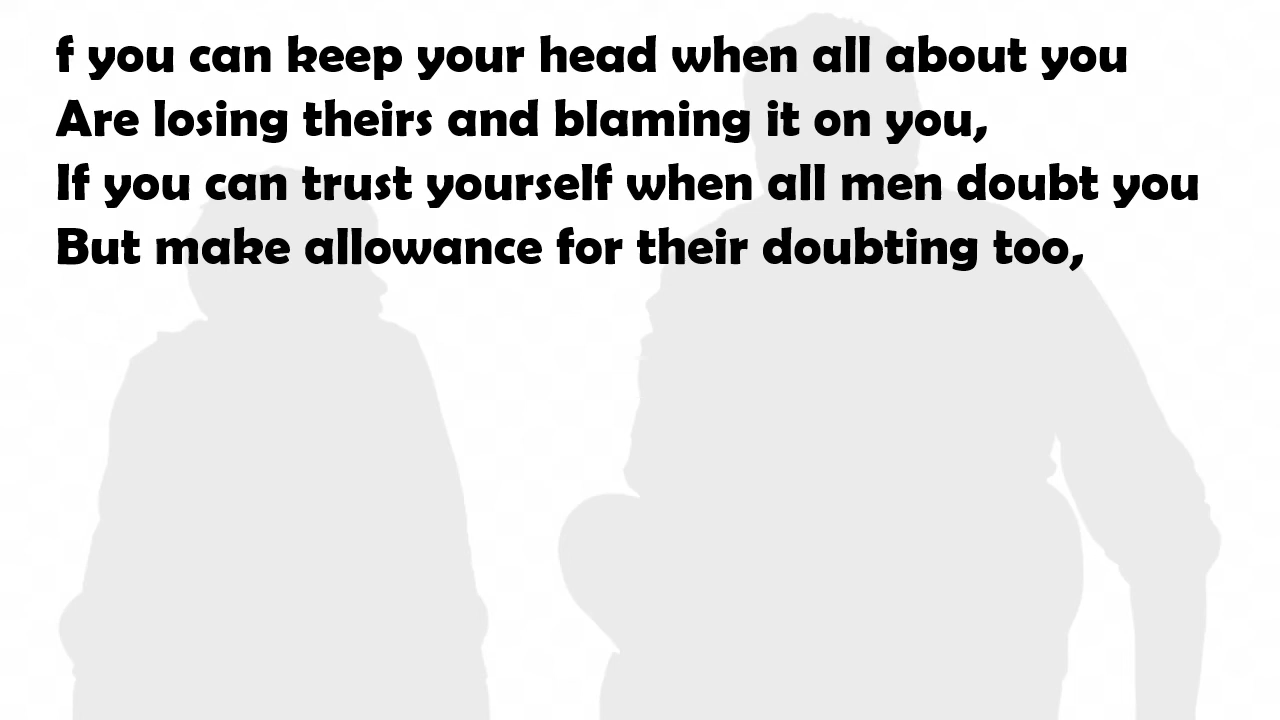 f you can keep your head when all about you
Are losing theirs and blaming it on you,
If you can trust yourself when all men doubt you
But make allowance for their doubting too,